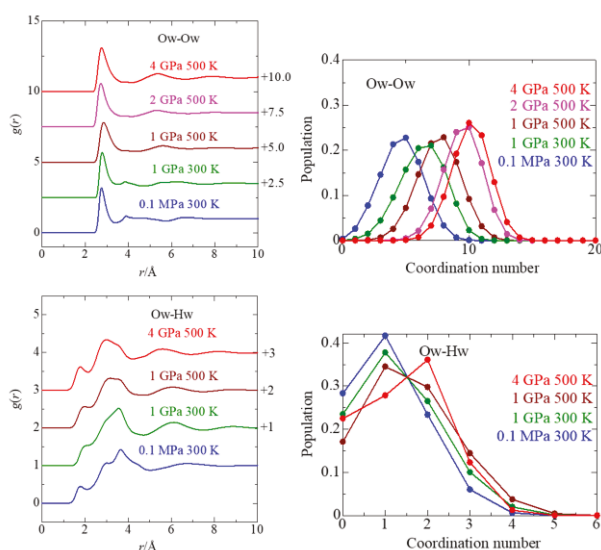 Ow-Ow
4 GPa 500 K
2 GPa 500 K
1 GPa 500 K
1 GPa 300 K
0.1 MPa 300 K
+10.0
+7.5
+5.0
+2.5
15
10
5
0
g(r)
0 2 4 6 8 10
r/Å
Ow-Ow
4 GPa 500 K
2 GPa 500 K
1 GPa 500 K
1 GPa 300 K
0.1 MPa 300 K
0.4
0.3
0.2
0.1
0
Population
0 10 20
Coordination number
Ow-Hw
4 GPa 500 K
1 GPa 500 K
1 GPa 300 K
0.1 MPa 300 K
+3
+2
+1
4
3
2
1
0
g(r)
0 2 4 6 8 10
r/Å
Ow-Hw
4 GPa 500 K
1 GPa 500 K
1 GPa 300 K
0.1 MPa 300 K
0.4
0.3
0.2
0.1
0
Population
0 1 2 3 4 5 6
Coordination number